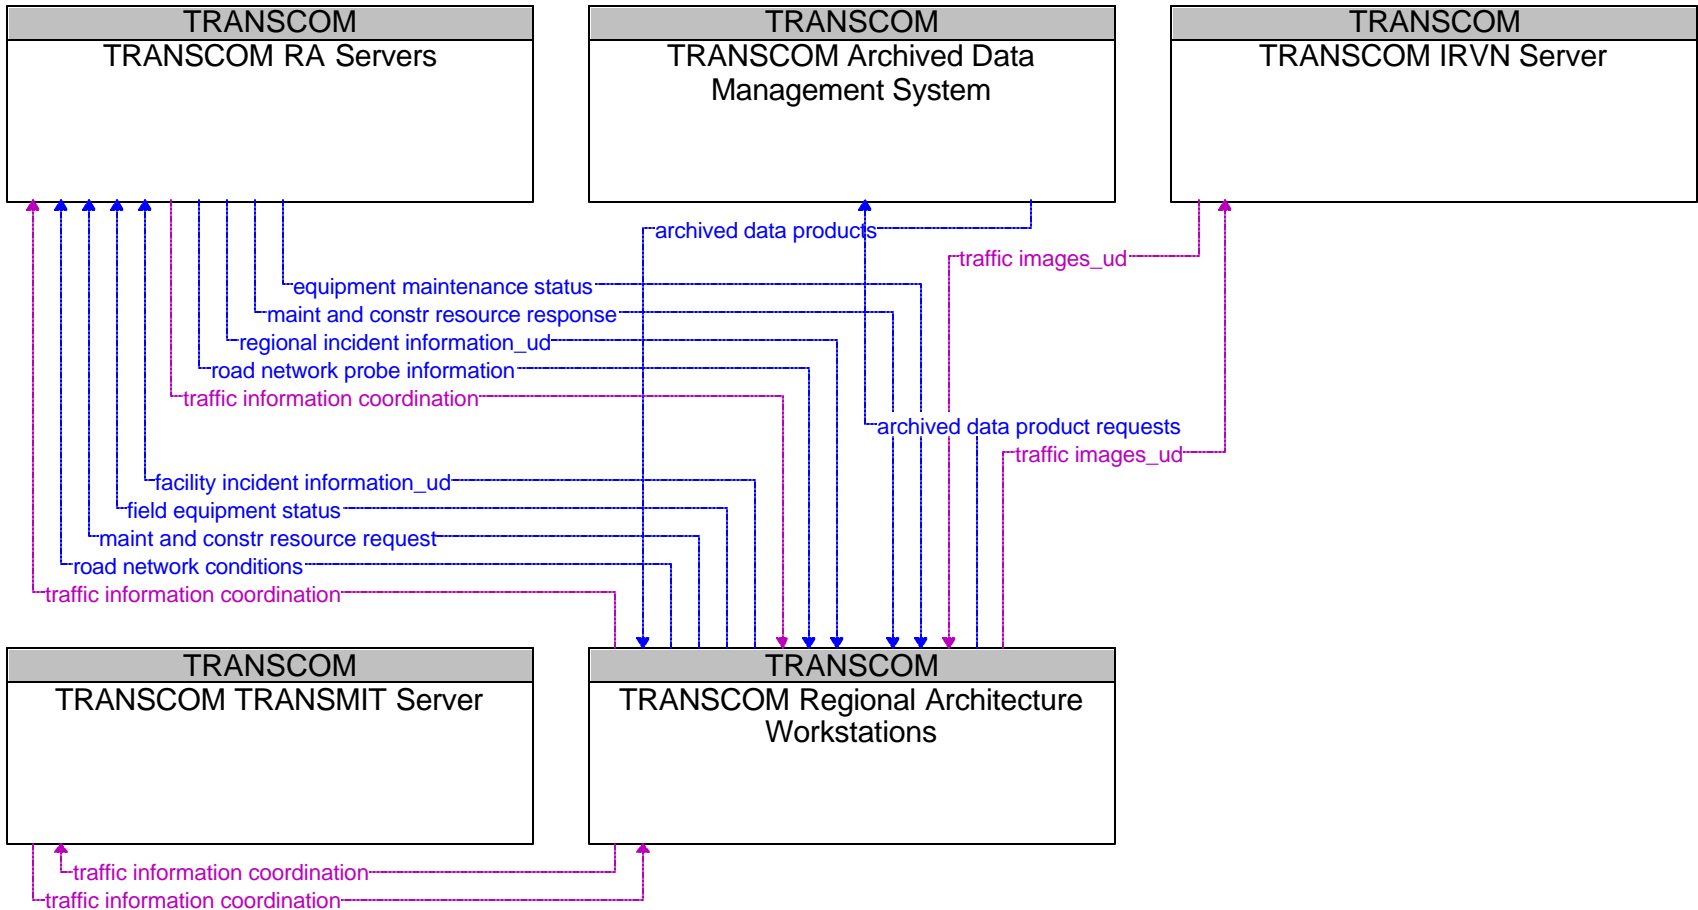 TRANSCOM
TRANSCOM RA Servers
TRANSCOM
TRANSCOM Archived Data
Management System
TRANSCOM
TRANSCOM IRVN Server
archived data products
traffic images_ud
equipment maintenance status
maint and constr resource response
regional incident information_ud
road network probe information
traffic information coordination
archived data product requests
traffic images_ud
facility incident information_ud
field equipment status
maint and constr resource request
road network conditions
traffic information coordination
TRANSCOM
TRANSCOM TRANSMIT Server
TRANSCOM
TRANSCOM Regional Architecture
Workstations
traffic information coordination
traffic information coordination